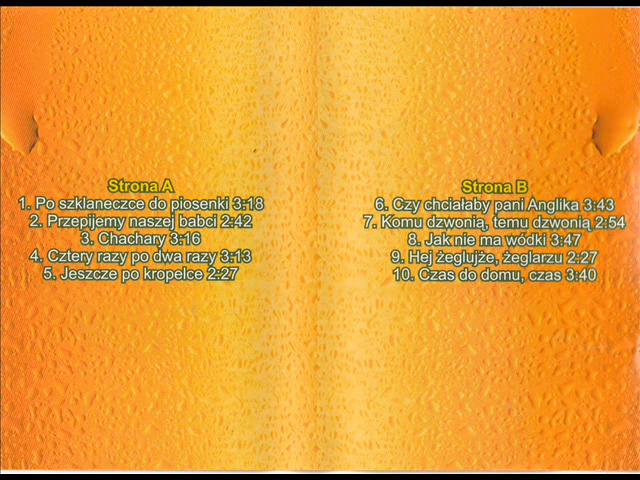 Strona A
1. Po szklaneczce do piosenki 3:18
2. Przepijemy naszej babci 2:42
3. Chachary 3:16
4. Cztery razy po dwa razy 3:13
5. Jeszcze po kropelce 2:27
Strona B
6. Czy chciałaby pani Anglika 3:43
7. Komu dzwonią, temu dzwonią 2:54
8. Jak nie ma wódki 3:47
9. Hej żeglujże, żeglarzu 2:27
10. Czas do domu, czas 3:40